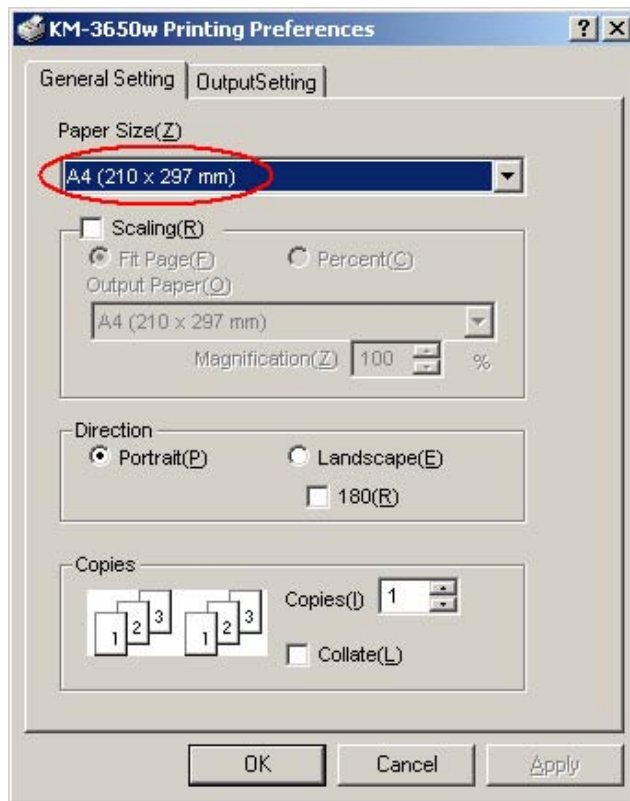 KM-3650w Printing Preferences
General Setting
OutputSetting
Paper Size(Z)
A4 (210 x 297 mm)
Scaling(R)
Fit Page(F)
Percent(C)
Output Paper(O)
A4 (210 x 297 mm)
Magnification(Z) 100 %
Direction
Portrait(P)
Landscape(E)
180(R)
Copies
1 2 3 1 2 3
Copies(I) 1
Collate(L)
OK Cancel Apply